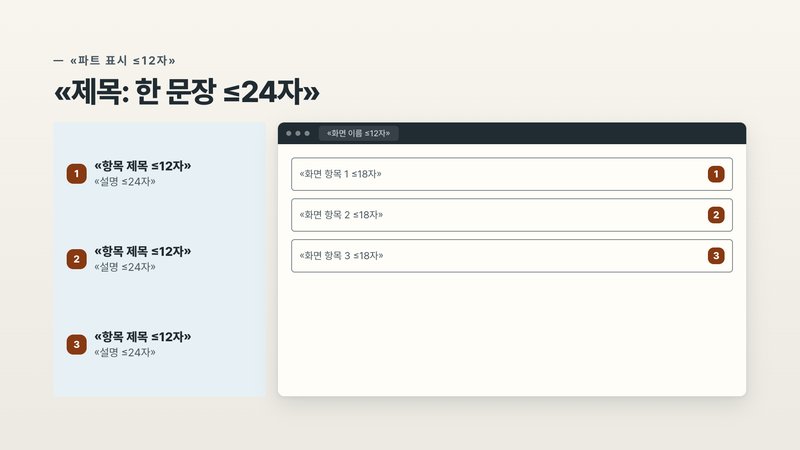 — «파트 표시 ≤12자»
«제목: 한 문장 ≤24자»
1 «항목 제목 ≤12자»
«설명 ≤24자»
2 «항목 제목 ≤12자»
«설명 ≤24자»
3 «항목 제목 ≤12자»
«설명 ≤24자»
«화면 이름 ≤12자»
«화면 항목 1 ≤18자» 1
«화면 항목 2 ≤18자» 2
«화면 항목 3 ≤18자» 3